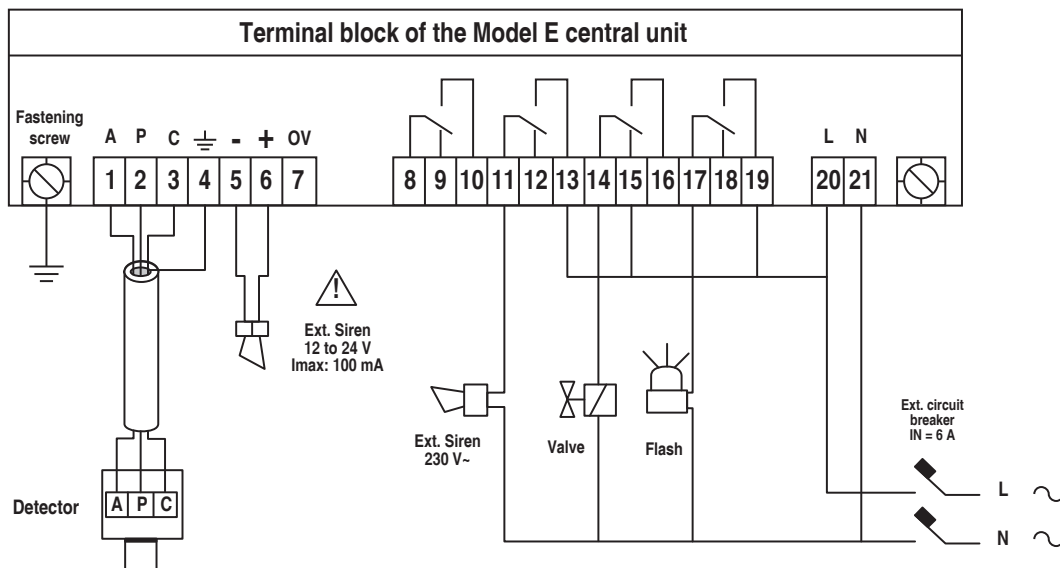 Terminal block of the Model E central unit
Fastening
screw
A P C - + OV
L N
1 2 3 4 5 6 7
8 9 10 11 12 13 14 15 16 17 18 19
20 21
!
Ext. Siren
12 to 24 V
Imax: 100 mA
Ext. Siren
230 V~
Valve
Flash
Ext. circuit
breaker
IN = 6 A
L
N
Detector
A P C